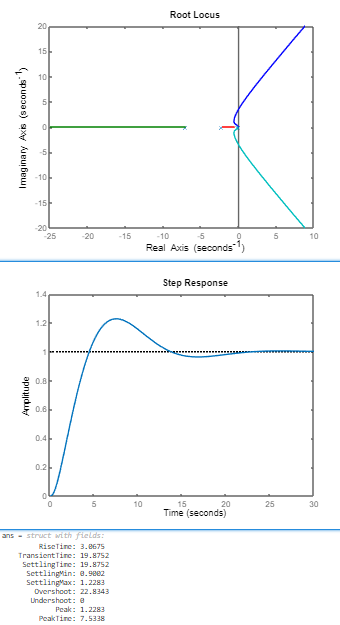 Root Locus
Imaginary Axis (seconds⁻¹)
20
15
10
5
0
-5
-10
-15
-20
-25 -20 -15 -10 -5 0 5 10
Real Axis (seconds⁻¹)
Step Response
Amplitude
1.4
1.2
1
0.8
0.6
0.4
0.2
0
0 5 10 15 20 25 30
Time (seconds)
ans = struct with fields:
RiseTime: 3.0675
TransientTime: 19.8752
SettlingTime: 19.8752
SettlingMin: 0.9002
SettlingMax: 1.2283
Overshoot: 22.8343
Undershoot: 0
Peak: 1.2283
PeakTime: 7.5338